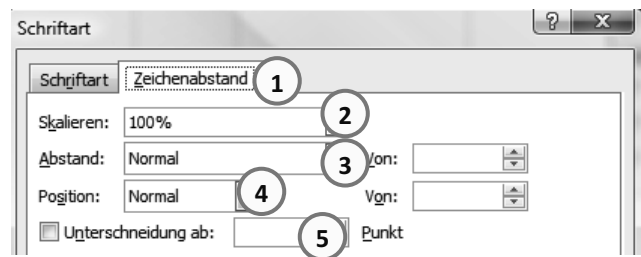 Schriftart
Schriftart Zeichenabstand 1
Skalieren: 100% 2
Abstand: Normal 3 Von:
Position: Normal 4 Von:
Unterschneidung ab: 5 Punkt